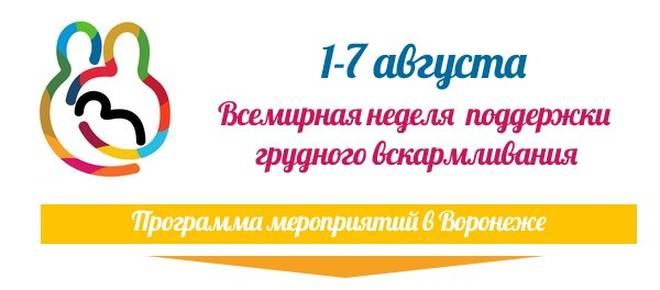 1-7 августа
Всемирная неделя поддержки
грудного вскармливания
Программа мероприятий в Воронеже